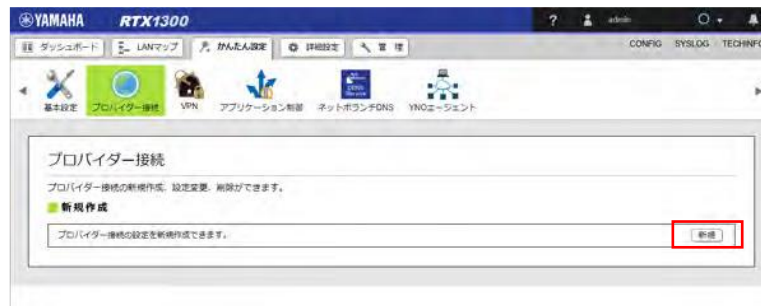 YAMAHA RTX1300 ? admin
ダッシュボード LANマップ かんたん設定 詳細設定 管理 CONFIG SYSLOG TECHINFO
基本設定 プロバイダー接続 VPN アプリケーション制御 ネットボランチDNS YNOエージェント
プロバイダー接続
プロバイダー接続の新規作成、設定変更、削除ができます。
新規作成
プロバイダー接続の設定を新規作成できます。 新規